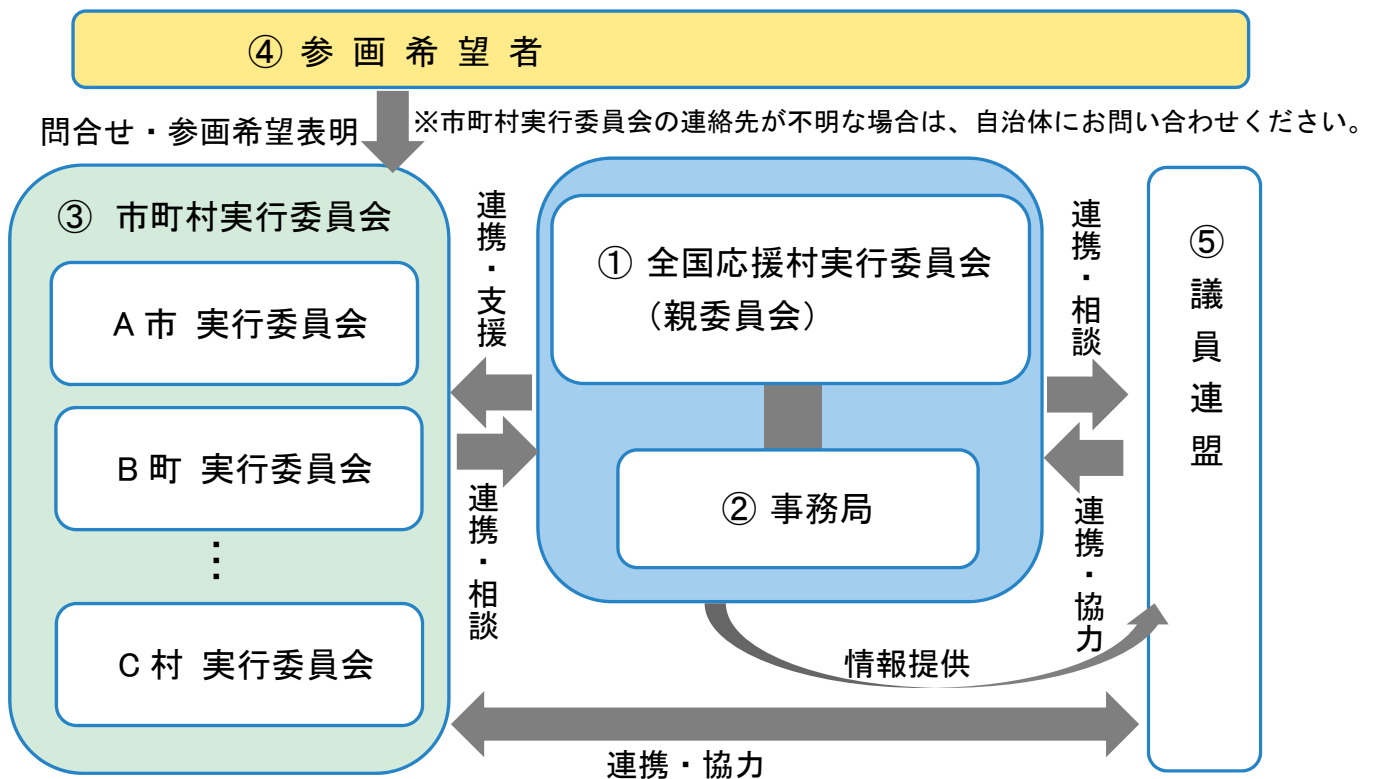 ④ 参 画 希 望 者
問合せ・参画希望表明
※市町村実行委員会の連絡先が不明な場合は、自治体にお問い合わせください。
③ 市町村実行委員会
A 市 実行委員会
B 町 実行委員会
⋮
C 村 実行委員会
連携・支援
連携・相談
① 全国応援村実行委員会
（親委員会）
② 事務局
連携・相談
連携・協力
⑤ 議 員 連 盟
情報提供
連携・協力